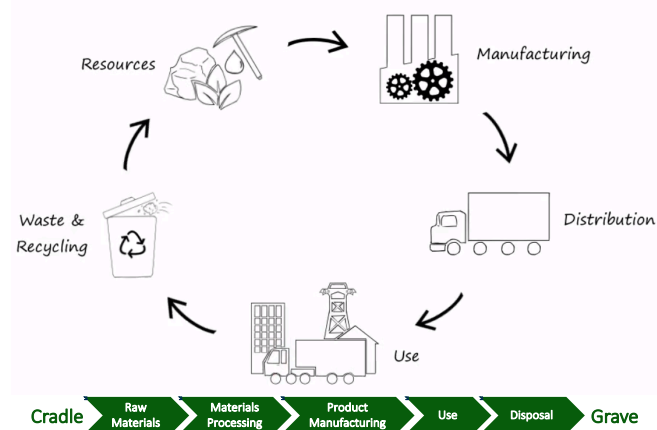 Resources
Manufacturing
Distribution
Use
Waste &
Recycling
Cradle
Raw
Materials
Materials
Processing
Product
Manufacturing
Use
Disposal
Grave